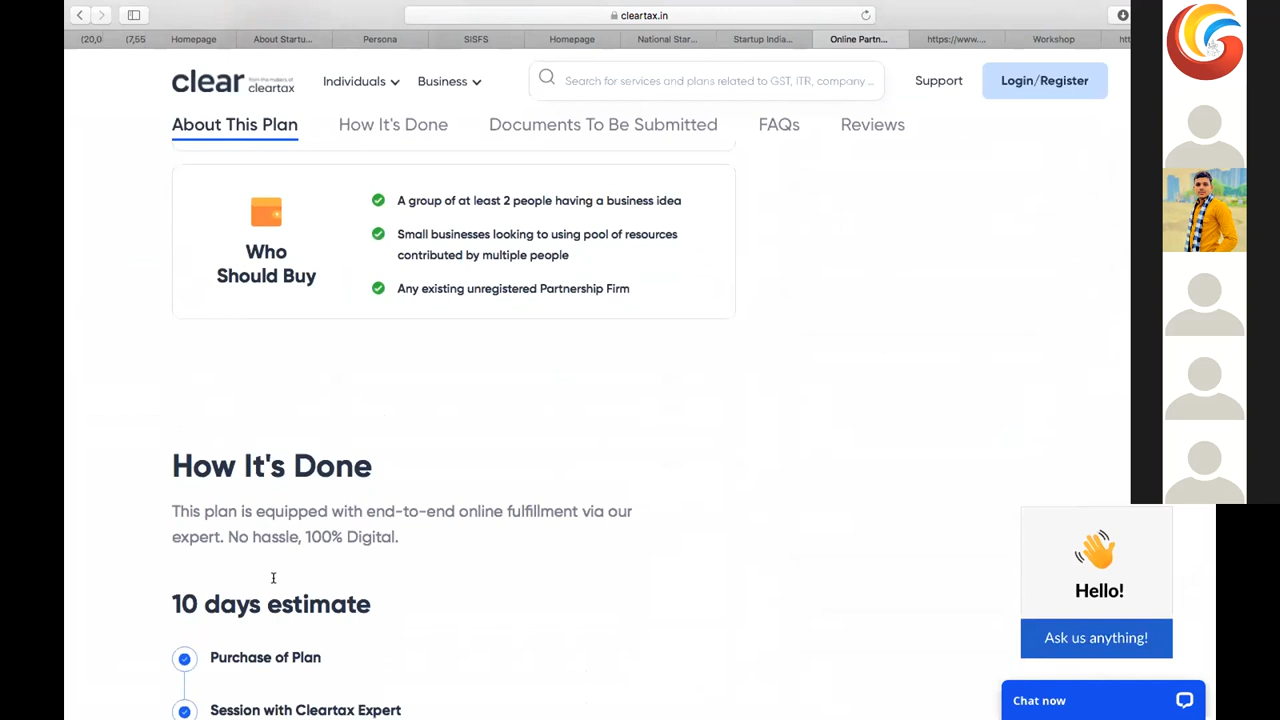 cleartax.in
(20,0
(7,55
Homepage
About Startu...
Persona
SISFS
Homepage
National Star...
Startup India...
Online Partn...
https://www....
Workshop
htt
clear from the makers of cleartax
Individuals
Business
Search for services and plans related to GST, ITR, company ...
Support
Login/Register
About This Plan
How It's Done
Documents To Be Submitted
FAQs
Reviews
Who
Should Buy
A group of at least 2 people having a business idea
Small businesses looking to using pool of resources
contributed by multiple people
Any existing unregistered Partnership Firm
How It's Done
This plan is equipped with end-to-end online fulfillment via our
expert. No hassle, 100% Digital.
10 days estimate
Purchase of Plan
Session with Cleartax Expert
Hello!
Ask us anything!
Chat now